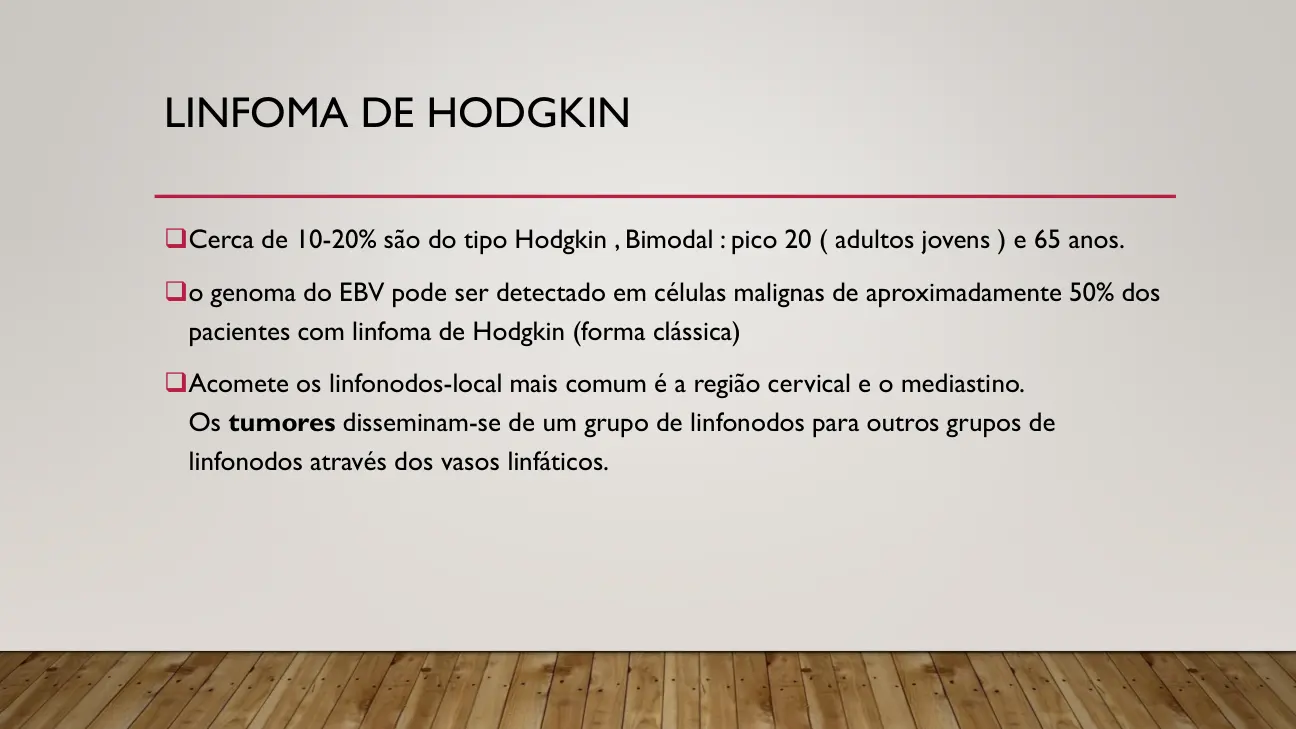 LINFOMA DE HODGKIN
Cerca de 10-20% são do tipo Hodgkin , Bimodal : pico 20 ( adultos jovens ) e 65 anos.
o genoma do EBV pode ser detectado em células malignas de aproximadamente 50% dos
pacientes com linfoma de Hodgkin (forma clássica)
Acomete os linfonodos-local mais comum é a região cervical e o mediastino.
Os tumores disseminam-se de um grupo de linfonodos para outros grupos de
linfonodos através dos vasos linfáticos.